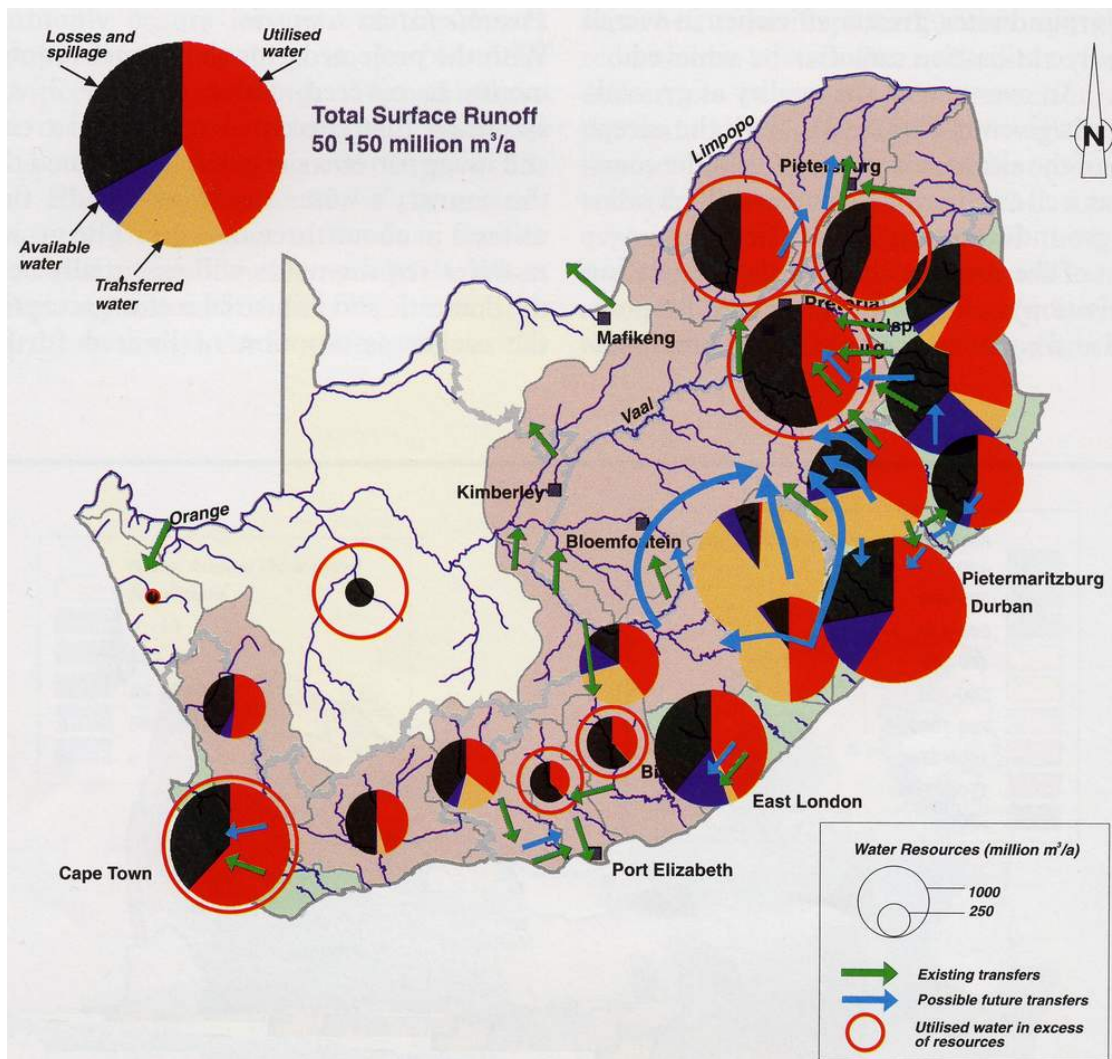 Losses and
spillage
Utilised
water
Total Surface Runoff
50 150 million m³/a
Available
water
Transferred
water
Limpopo
Pietersburg
N
Mafikeng
Pretoria
Vaal
Kimberley
Bloemfontein
Orange
Pietermaritzburg
Durban
East London
Port Elizabeth
Cape Town
Water Resources (million m³/a)
1000
250
Existing transfers
Possible future transfers
Utilised water in excess
of resources